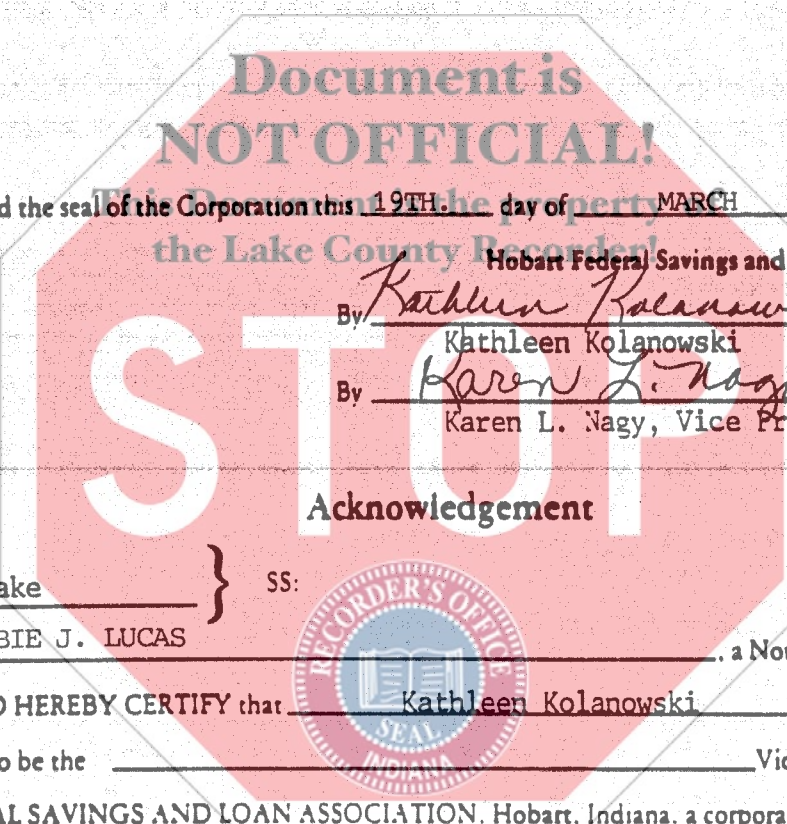 Document is
NOT OFFICIAL!
This Document is the property of
the Lake County Recorder!
STOP
d the seal of the Corporation this 19TH. day of MARCH
Hobart Federal Savings and
By Kathleen Kolanow
Kathleen Kolanowski
By Karen L. Nagy
Karen L. Nagy, Vice Pr
Acknowledgement
ake } SS:
BIE J. LUCAS , a No
O HEREBY CERTIFY that Kathleen Kolanowski
o be the Vic
AL SAVINGS AND LOAN ASSOCIATION, Hobart, Indiana, a corpora
RECORDER'S OFFICE
SEAL
INDIANA